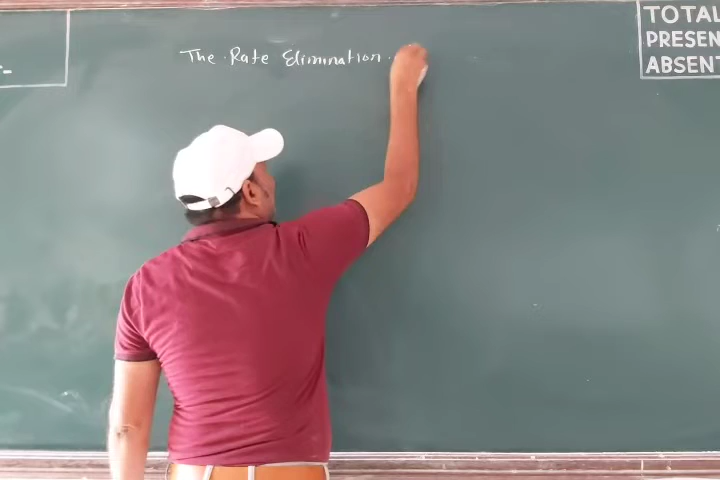 The Rate Elimination
TOTAL
PRESEN
ABSENT